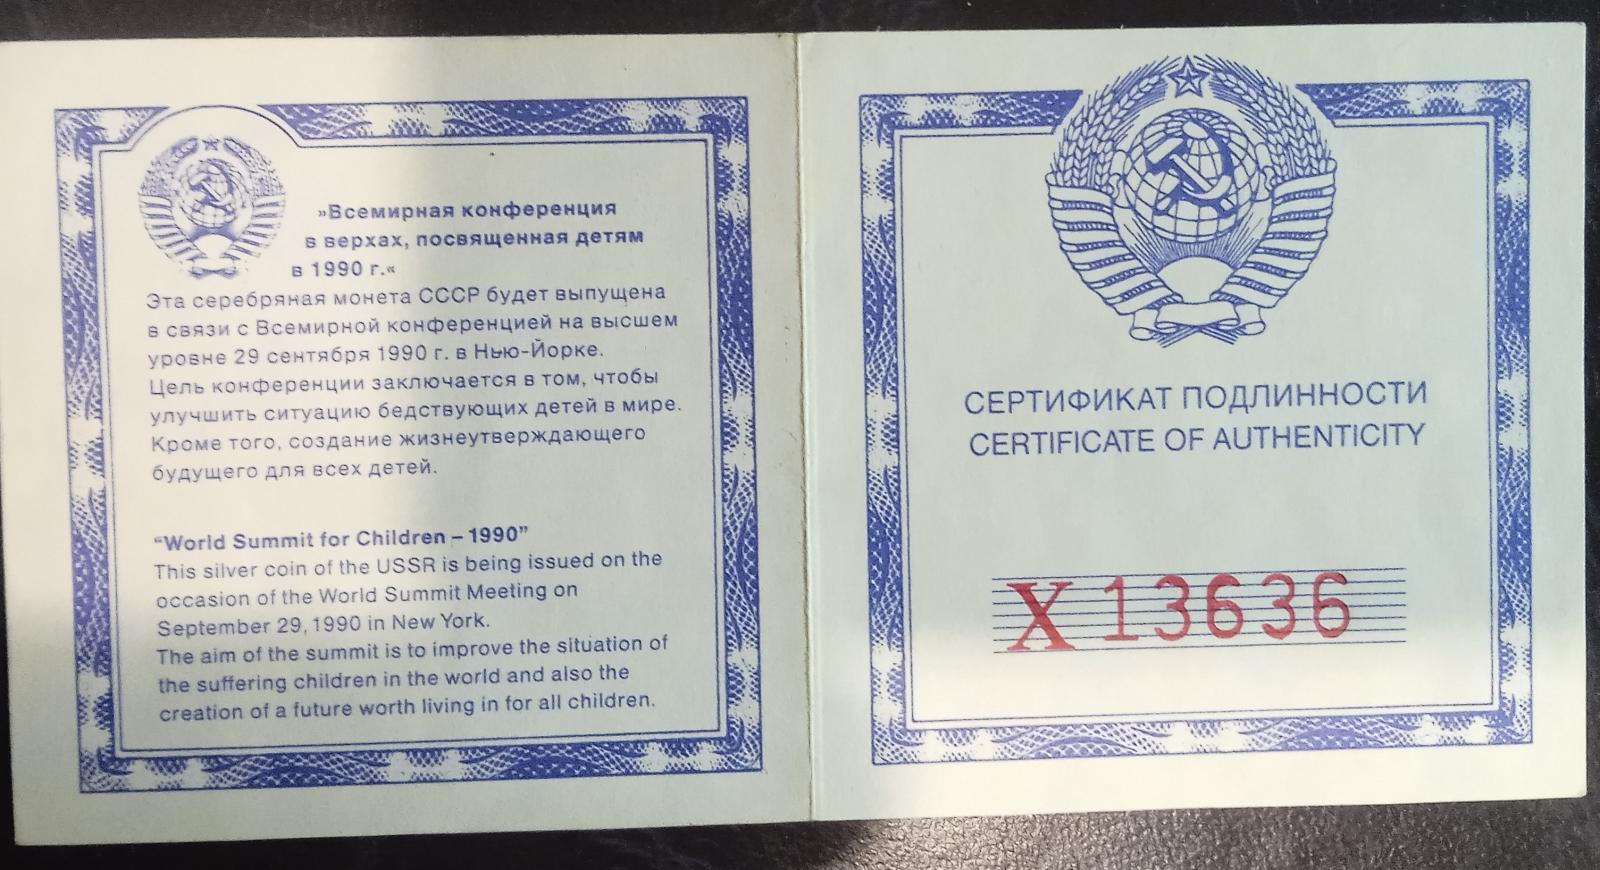 »Всемирная конференция
в верхах, посвященная детям
в 1990 г.«
Эта серебряная монета СССР будет выпущена
в связи с Всемирной конференцией на высшем
уровне 29 сентября 1990 г. в Нью-Йорке.
Цель конференции заключается в том, чтобы
улучшить ситуацию бедствующих детей в мире.
Кроме того, создание жизнеутверждающего
будущего для всех детей.
“World Summit for Children – 1990”
This silver coin of the USSR is being issued on the
occasion of the World Summit Meeting on
September 29, 1990 in New York.
The aim of the summit is to improve the situation of
the suffering children in the world and also the
creation of a future worth living in for all children.
СЕРТИФИКАТ ПОДЛИННОСТИ
CERTIFICATE OF AUTHENTICITY
X 13636